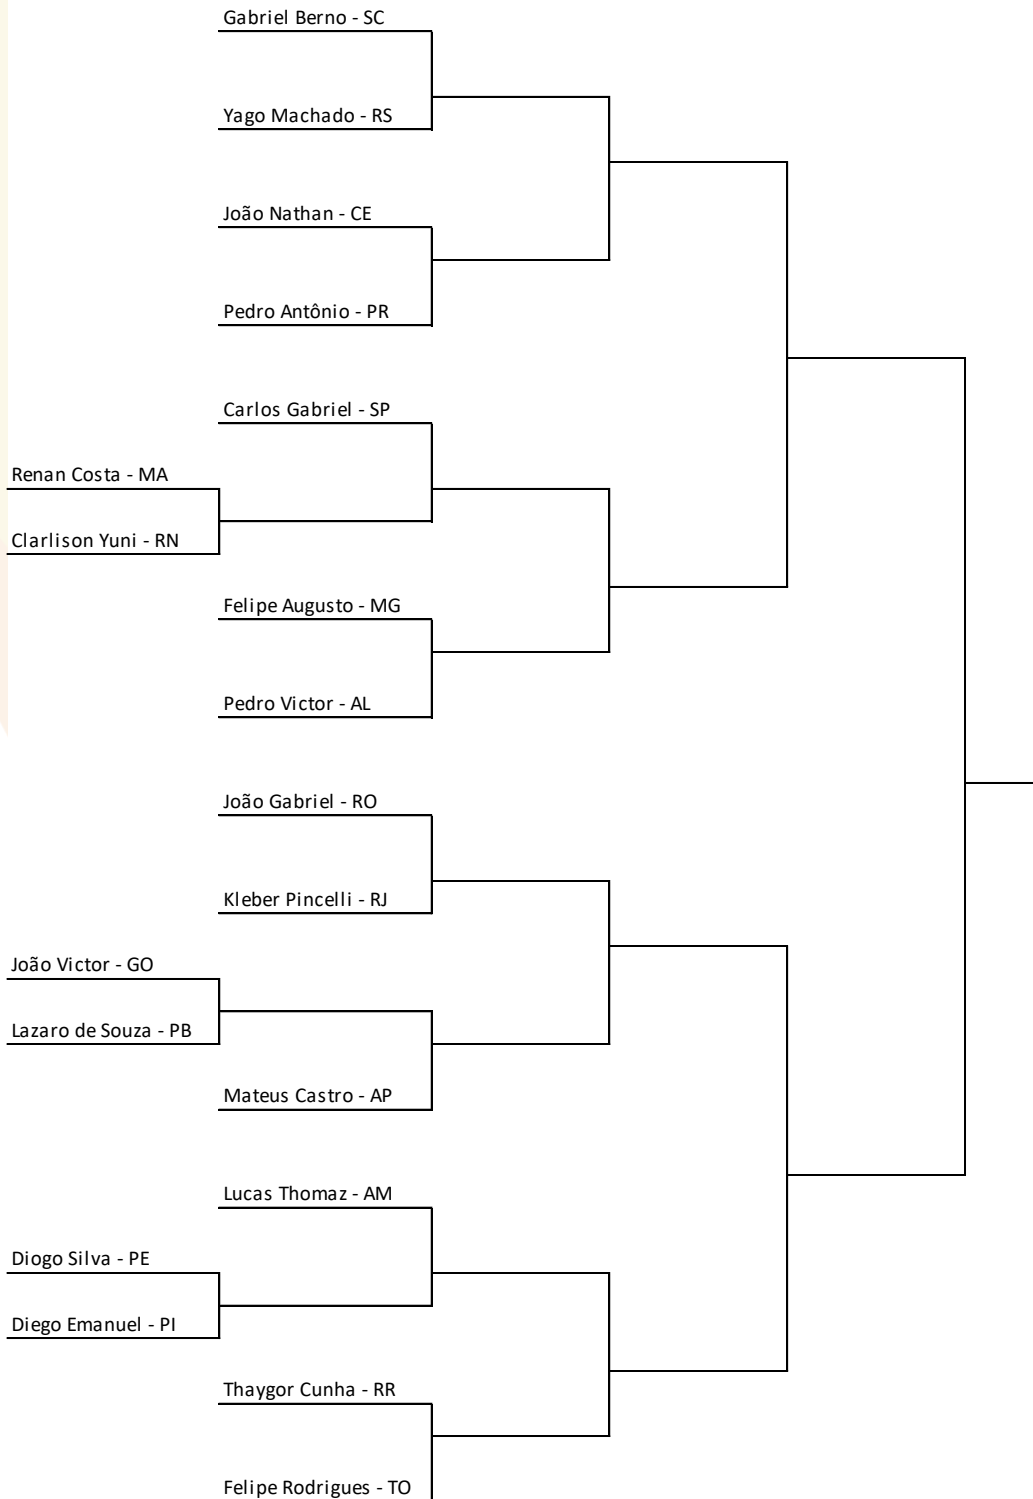 Gabriel Berno - SC
Yago Machado - RS
João Nathan - CE
Pedro Antônio - PR
Carlos Gabriel - SP
Renan Costa - MA
Clarlison Yuni - RN
Felipe Augusto - MG
Pedro Victor - AL
João Gabriel - RO
Kleber Pincelli - RJ
João Victor - GO
Lazaro de Souza - PB
Mateus Castro - AP
Lucas Thomaz - AM
Diogo Silva - PE
Diego Emanuel - PI
Thaygor Cunha - RR
Felipe Rodrigues - TO